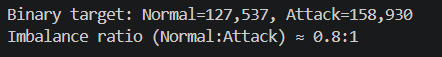 Binary target: Normal=127,537, Attack=158,930
Imbalance ratio (Normal:Attack) ≈ 0.8:1